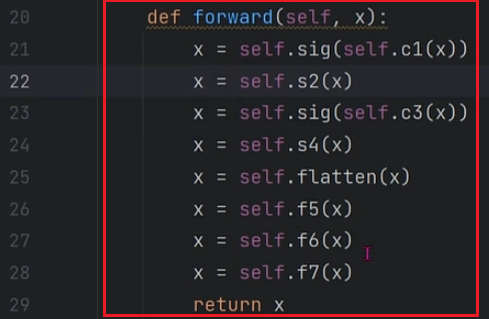 20 def forward(self, x):
21 x = self.sig(self.c1(x))
22 x = self.s2(x)
23 x = self.sig(self.c3(x))
24 x = self.s4(x)
25 x = self.flatten(x)
26 x = self.f5(x)
27 x = self.f6(x)
28 x = self.f7(x)
29 return x